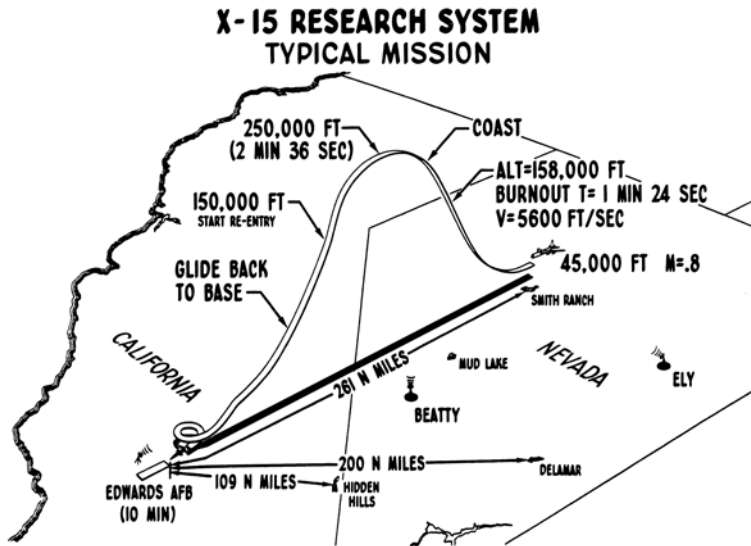 X-15 RESEARCH SYSTEM
TYPICAL MISSION
250,000 FT
(2 MIN 36 SEC)
COAST
ALT=158,000 FT
BURNOUT T= 1 MIN 24 SEC
V=5600 FT/SEC
150,000 FT
START RE-ENTRY
45,000 FT M=.8
GLIDE BACK
TO BASE
SMITH RANCH
CALIFORNIA
NEVADA
MUD LAKE
ELY
261 N MILES
BEATTY
200 N MILES
DELAMAR
109 N MILES
HIDDEN
HILLS
EDWARDS AFB
(10 MIN)